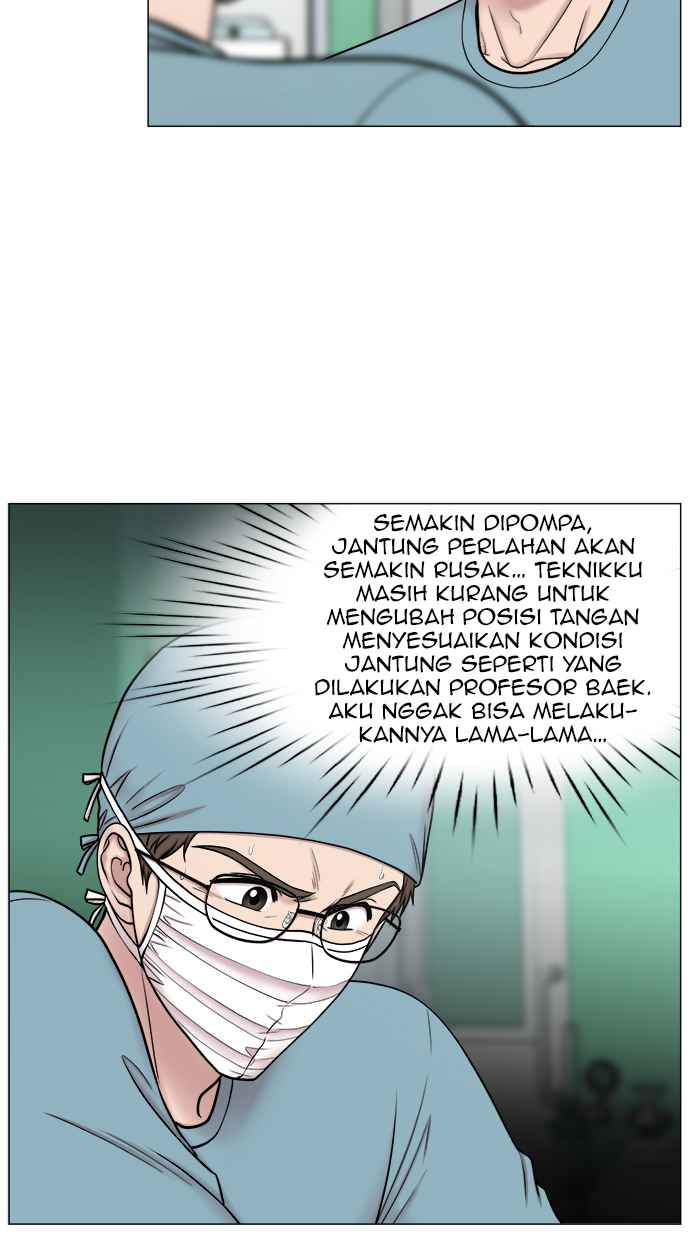 SEMAKIN DIPOMPA,
JANTUNG PERLAHAN AKAN
SEMAKIN RUSAK... TEKNIKKU
MASIH KURANG UNTUK
MENGUBAH POSISI TANGAN
MENYESUAIKAN KONDISI
JANTUNG SEPERTI YANG
DILAKUKAN PROFESOR BAEK.
AKU NGGAK BISA MELAKU-
KANNYA LAMA-LAMA...